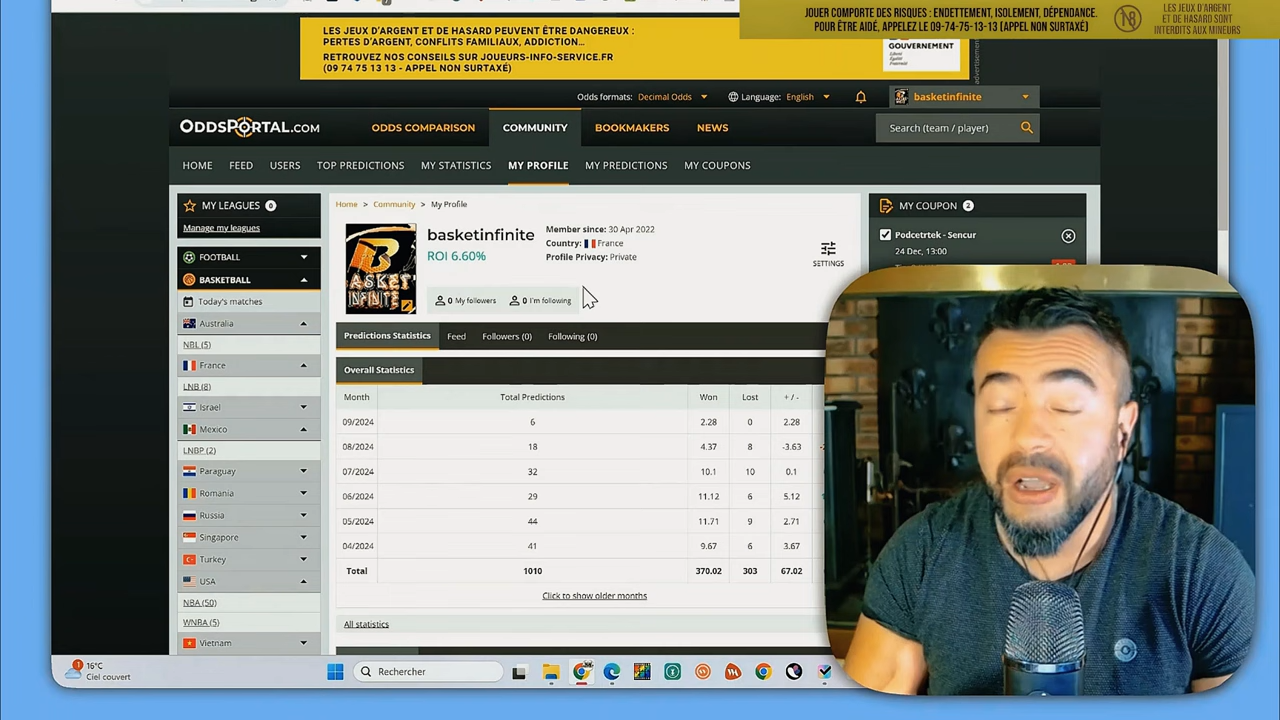 JOUER COMPORTE DES RISQUES : ENDETTEMENT, ISOLEMENT, DÉPENDANCE.
POUR ÊTRE AIDÉ, APPELEZ LE 09-74-75-13-13 (APPEL NON SURTAXÉ)
18
LES JEUX D'ARGENT
ET DE HASARD SONT
INTERDITS AUX MINEURS
LES JEUX D'ARGENT ET DE HASARD PEUVENT ÊTRE DANGEREUX :
PERTES D'ARGENT, CONFLITS FAMILIAUX, ADDICTION...
RETROUVEZ NOS CONSEILS SUR JOUEURS-INFO-SERVICE.FR
(09 74 75 13 13 - APPEL NON SURTAXÉ)
GOUVERNEMENT
Liberté
Égalité
Fraternité
advertisement
Odds formats: Decimal Odds
Language: English
basketinfinite
ODDSPORTAL.COM
ODDS COMPARISON
COMMUNITY
BOOKMAKERS
NEWS
Search (team / player)
HOME
FEED
USERS
TOP PREDICTIONS
MY STATISTICS
MY PROFILE
MY PREDICTIONS
MY COUPONS
MY LEAGUES 0
Manage my leagues
FOOTBALL
BASKETBALL
Today's matches
Australia
NBL (5)
France
LNB (8)
Israel
Mexico
LNBP (2)
Paraguay
Romania
Russia
Singapore
Turkey
USA
NBA (50)
WNBA (5)
Vietnam
Home > Community > My Profile
BASKET
INFINITE
basketinfinite
ROI 6.60%
Member since: 30 Apr 2022
Country: France
Profile Privacy: Private
SETTINGS
0 My followers
0 I'm following
Predictions Statistics
Feed
Followers (0)
Following (0)
Overall Statistics
Month Total Predictions Won Lost + / -
09/2024 6 2.28 0 2.28
08/2024 18 4.37 8 -3.63
07/2024 32 10.1 10 0.1
06/2024 29 11.12 6 5.12
05/2024 44 11.71 9 2.71
04/2024 41 9.67 6 3.67
Total 1010 370.02 303 67.02
Click to show older months
All statistics
MY COUPON 2
Podcetrtek - Sencur
24 Dec, 13:00
1
16°C
Ciel couvert
Rechercher